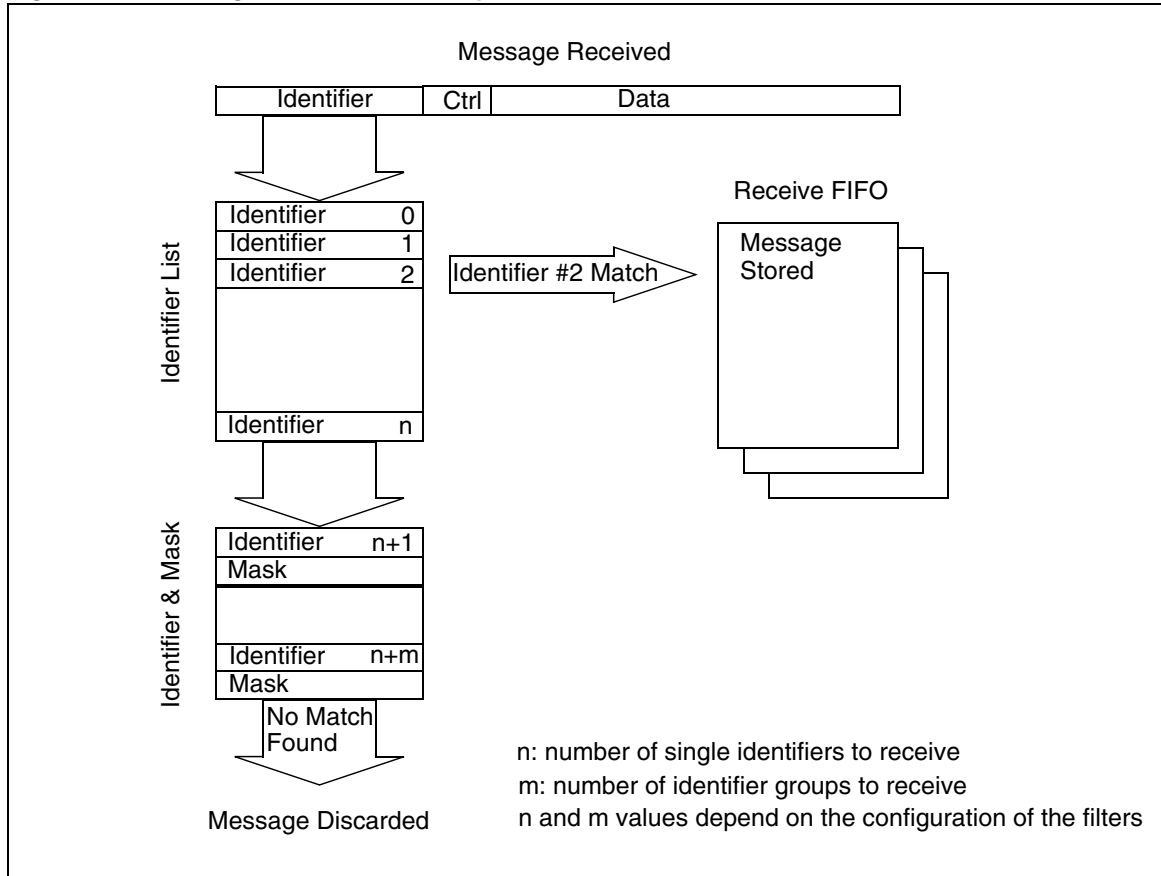 Message Received
Identifier Ctrl Data
Receive FIFO
Identifier List
Identifier 0
Identifier 1
Identifier 2
Identifier #2 Match
Message
Stored
Identifier n
Identifier & Mask
Identifier n+1
Mask
Identifier n+m
Mask
No Match
Found
Message Discarded
n: number of single identifiers to receive
m: number of identifier groups to receive
n and m values depend on the configuration of the filters